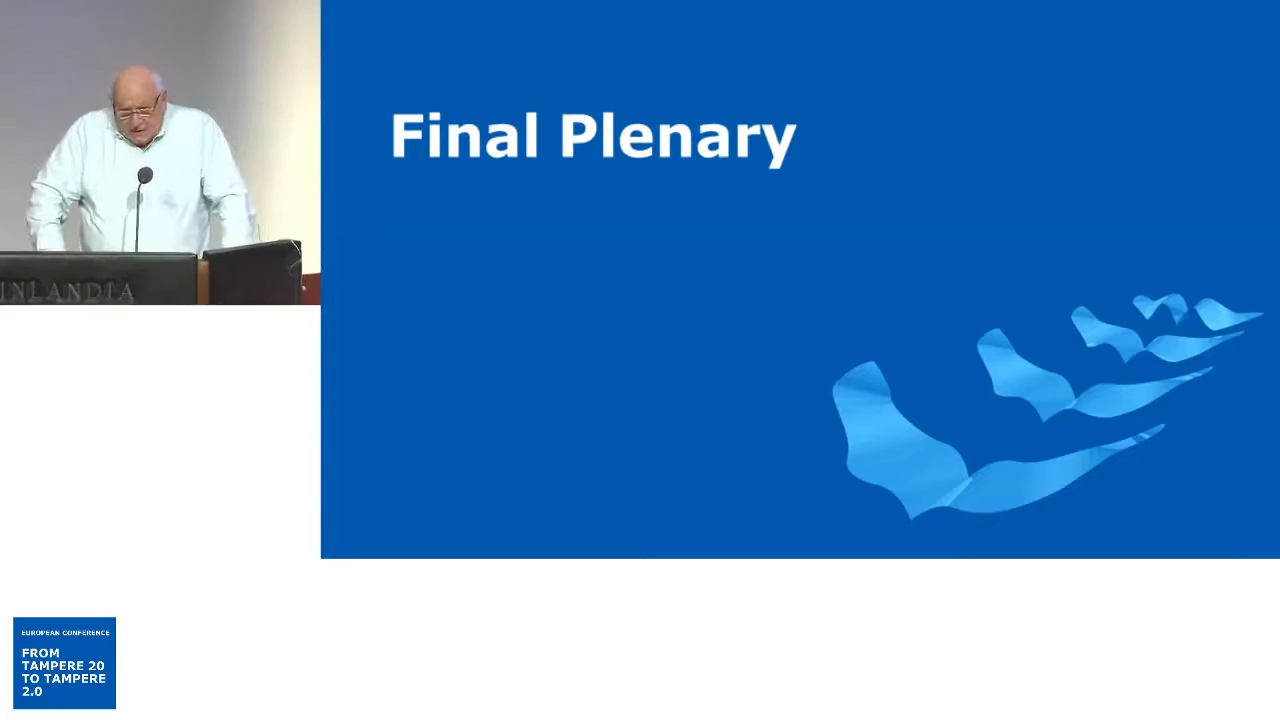 Final Plenary
INLANDIA
EUROPEAN CONFERENCE
FROM
TAMPERE 20
TO TAMPERE
2.0